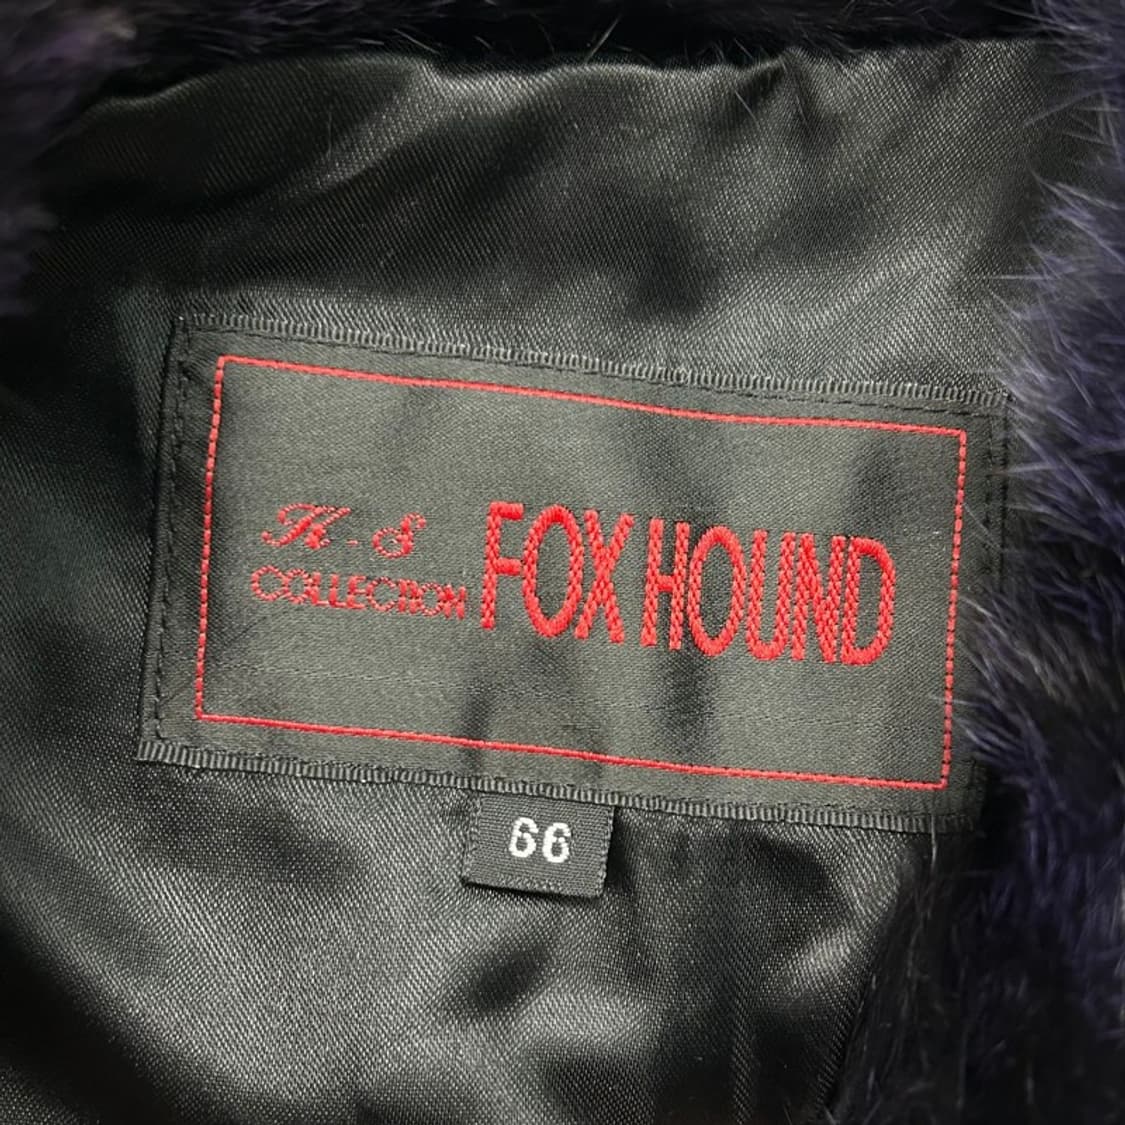 H.S
COLLECTION
FOX HOUND
66